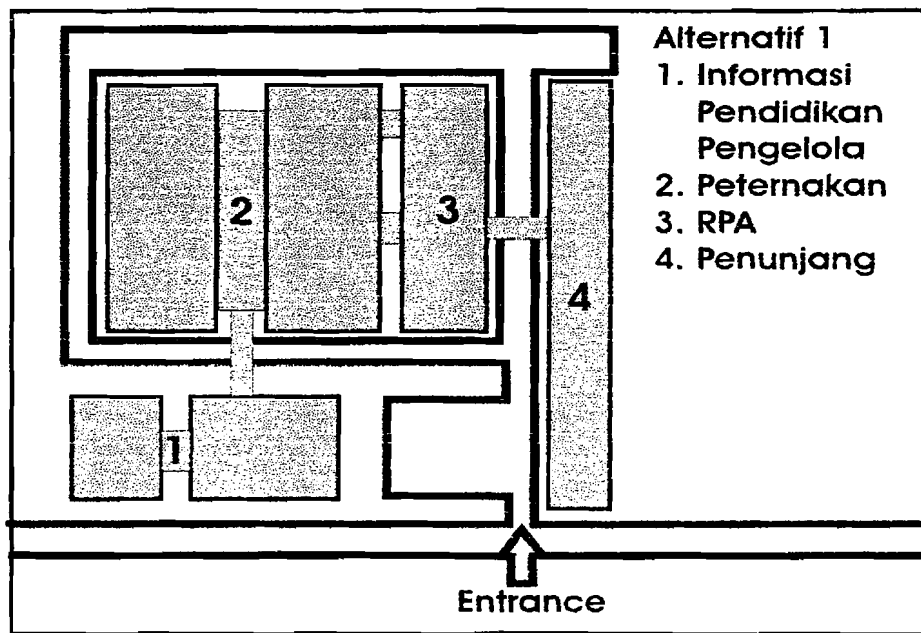 Alternatif 1
1. Informasi
Pendidikan
Pengelola
2. Peternakan
3. RPA
4. Penunjang
2
3
4
1
Entrance